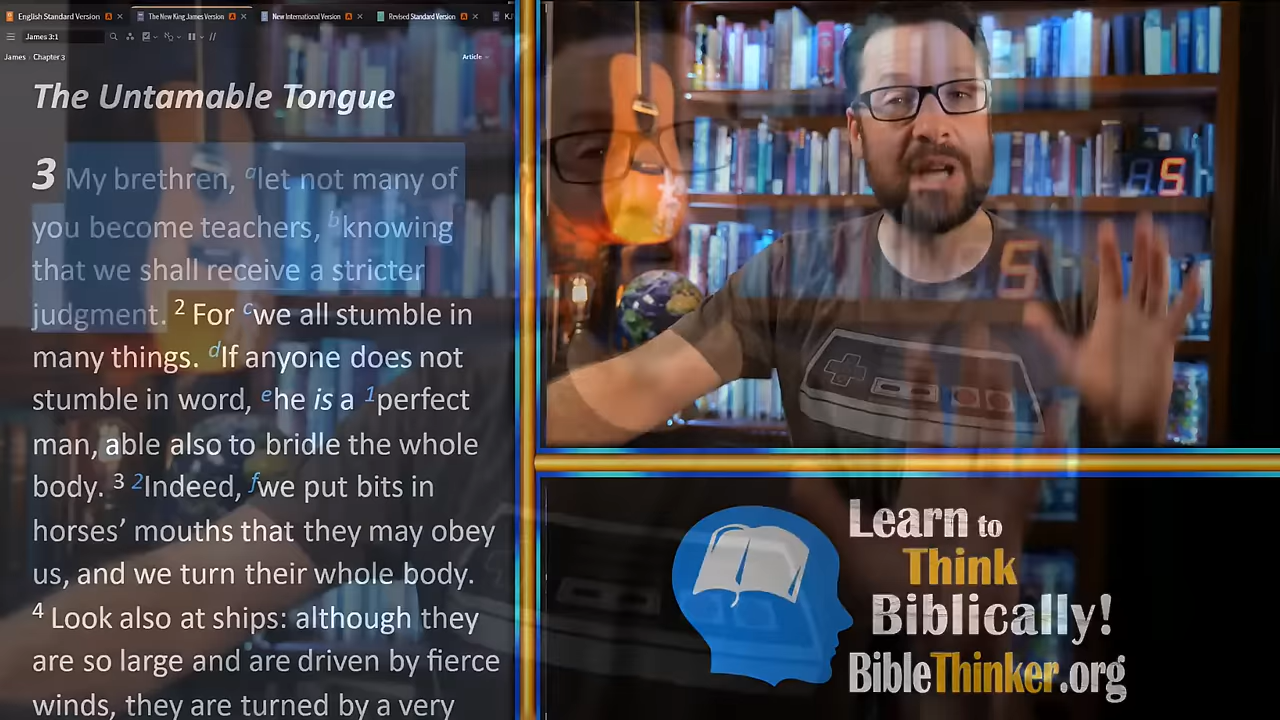 English Standard Version
The New King James Version
New International Version
Revised Standard Version
James 3:1
James
Chapter 3
Article
The Untamable Tongue
3 My brethren, a let not many of
you become teachers, b knowing
that we shall receive a stricter
judgment. 2 For c we all stumble in
many things. d If anyone does not
stumble in word, e he is a 1 perfect
man, able also to bridle the whole
body. 3 2 Indeed, f we put bits in
horses’ mouths that they may obey
us, and we turn their whole body.
4 Look also at ships: although they
are so large and are driven by fierce
winds, they are turned by a very
5
5
Learn to
Think
Biblically!
BibleThinker.org